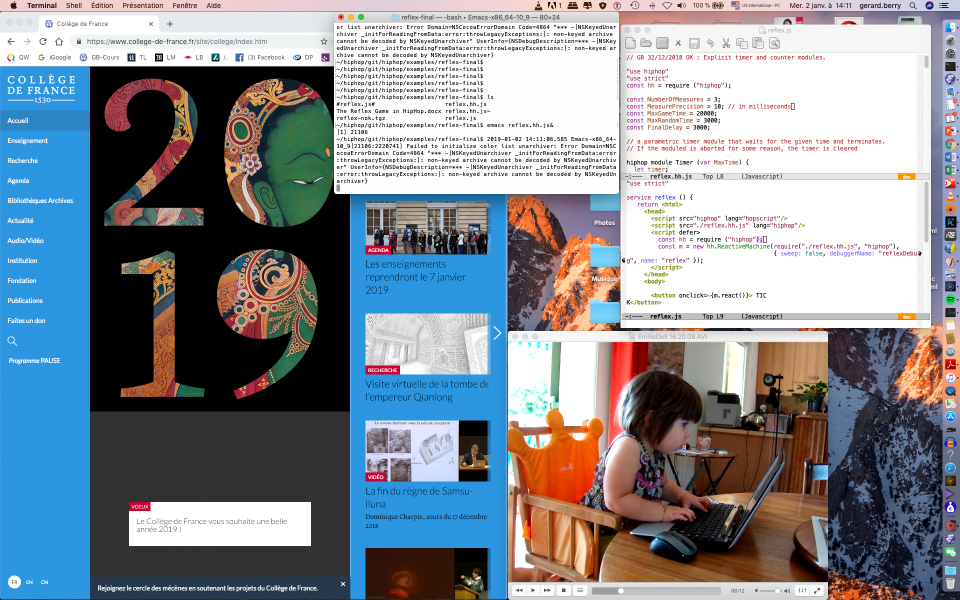 Terminal Shell Édition Présentation Fenêtre Aide
100 %
US International - PC
Mer. 2 janv. à 14:11 gerard.berry
Collège de France
https://www.college-de-france.fr/site/college/index.htm
QW iGoogle GB-Cours TL LM LB (3) Facebook DP
COLLÈGE
DE FRANCE
1530
Accueil
Enseignement
Recherche
Agenda
Bibliothèques Archives
Actualité
Audio/Vidéo
Institution
Fondation
Publications
Faites un don
Programme PAUSE
FR EN CN
2019
VOEUX
Le Collège de France vous souhaite une belle
année 2019 !
Rejoignez le cercle des mécènes en soutenant les projets du Collège de France.
AGENDA
Les enseignements
reprendront le 7 janvier
2019
RECHERCHE
Visite virtuelle de la tombe de
l'empereur Qianlong
VIDÉO
La fin du règne de Samsu-
iluna
Dominique Charpin, cours du 17 décembre
2018
reflex-final — -bash ▸ Emacs-x86_64-10_9 — 80×24
or list unarchiver: Error Domain=NSCocoaErrorDomain Code=4864 "*** -[NSKeyedUnar
chiver _initForReadingFromData:error:throwLegacyExceptions:]: non-keyed archive
cannot be decoded by NSKeyedUnarchiver" UserInfo={NSDebugDescription=*** -[NSKeyedU
narchiver _initForReadingFromData:error:throwLegacyExceptions:]: non-keyed ar
chive cannot be decoded by NSKeyedUnarchiver}
~/hiphop/git/hiphop/examples/reflex-final$
~/hiphop/git/hiphop/examples/reflex-final$
~/hiphop/git/hiphop/examples/reflex-final$
~/hiphop/git/hiphop/examples/reflex-final$
~/hiphop/git/hiphop/examples/reflex-final$ ls
#reflex.js# reflex.hh.js
The Reflex Game in HipHop.docx reflex.hh.js~
reflex-nok.tgz reflex.js
~/hiphop/git/hiphop/examples/reflex-final$ emacs reflex.hh.js&
[1] 21106
~/hiphop/git/hiphop/examples/reflex-final$ 2019-01-02 14:11:06.585 Emacs-x86_64-
10_9[21106:2220741] Failed to initialize color list unarchiver: Error Domain=NSC
ocoaErrorDomain Code=4864 "*** -[NSKeyedUnarchiver _initForReadingFromData:error
:throwLegacyExceptions:]: non-keyed archive cannot be decoded by NSKeyedUnarchiv
er" UserInfo={NSDebugDescription=*** -[NSKeyedUnarchiver _initForReadingFromData
:error:throwLegacyExceptions:]: non-keyed archive cannot be decoded by NSKeyedUn
archiver}
Photos
Musique
reflex.js
// GB 32/12/2018 OK : Explicit timer and counter modules.
"use hiphop"
"use strict"
const hh = require ("hiphop");
const NumberOfMeasures = 3;
const MeasurePrecision = 10; // in milliseconds
const MaxGameTime = 20000;
const MaxRandomTime = 3000;
const FinalDelay = 3000;
// a parametric timer module that waits for the given time and terminates.
// If the moduled is aborted for some reason, the timer is cleared
hiphop module Timer (var MaxTime) {
let timer;
-:--- reflex.hh.js Top L8 (Javascript)
"use strict"
service reflex () {
return <html>
<head>
<script src="hiphop" lang="hopscript"/>
<script src="./reflex.hh.js" lang="hiphop"/>
<script defer>
const hh = require ("hiphop");
const m = new hh.ReactiveMachine(require("./reflex.hh.js", "hiphop"),
{ sweep: false, debuggerName: "reflexDebu
g", name: "reflex" });
</script>
</head>
<body>
<button onclick=~{m.react()}> TIC
K</button>
-:--- reflex.js Top L9 (Javascript)
EmilieDell 16.20.09.AVI
00:12